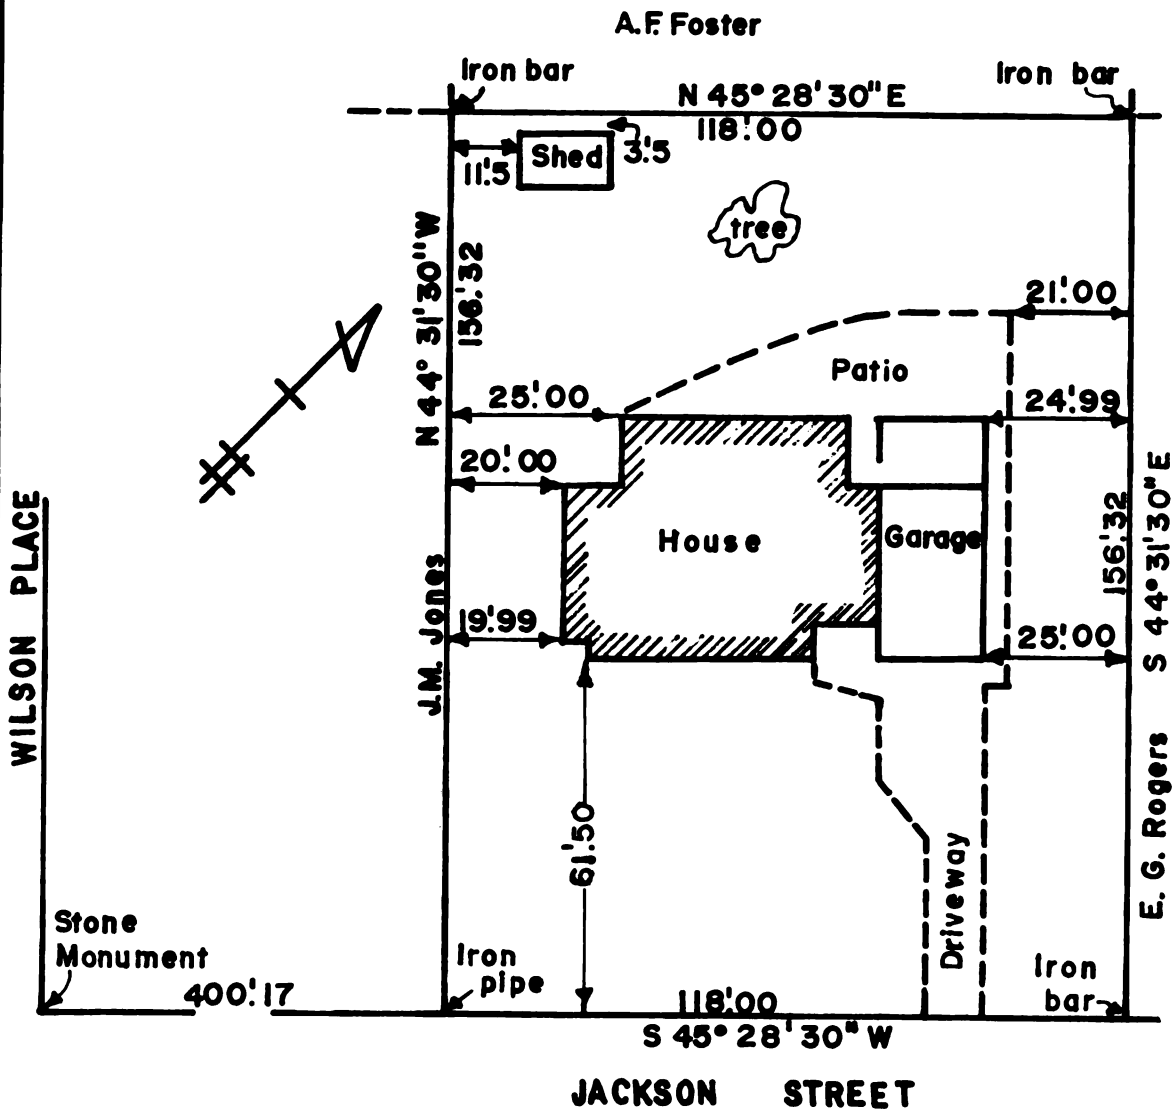 A.F. Foster
Iron bar
Iron bar
N 45° 28' 30" E
118'.00
Shed
3'.5
11'.5
tree
N 44° 31' 30" W
156'.32
21'.00
Patio
25'.00
24'.99
20'.00
House
Garage
156'.32
S 44° 31' 30" E
WILSON PLACE
J.M. Jones
19'.99
25'.00
61'.50
Driveway
E. G. Rogers
Stone
Monument
400'.17
Iron
pipe
118'.00
Iron
bar
S 45° 28' 30" W
JACKSON STREET